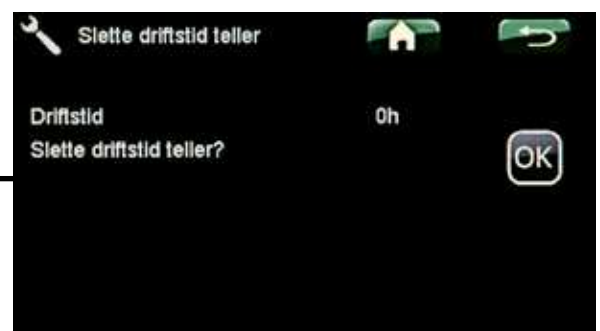 Slette driftstid teller
Driftstid 0h
Slette driftstid teller?
OK